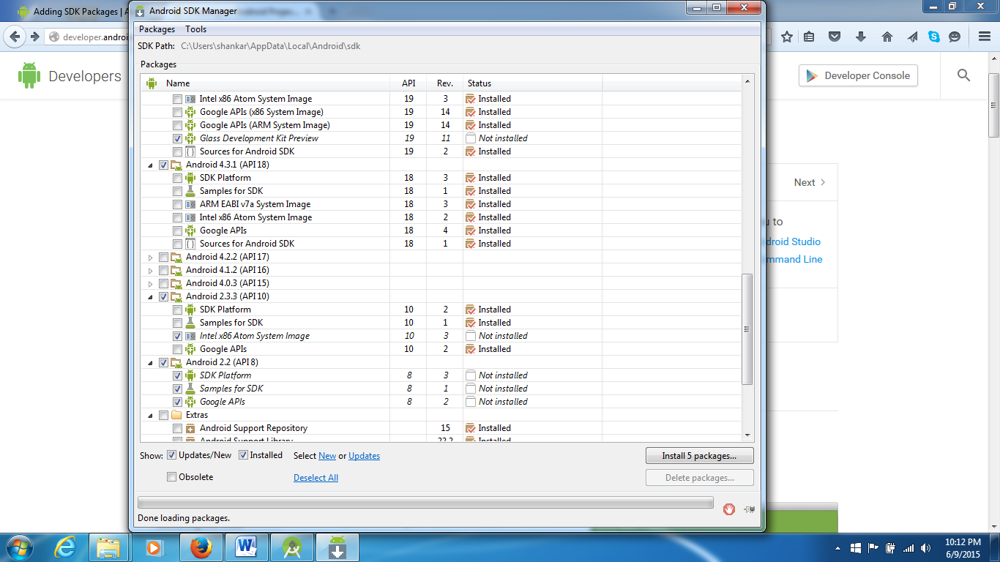 Adding SDK Packages | A
Android SDK Manager
developer.androi
Packages Tools
SDK Path: C:\Users\shankar\AppData\Local\Android\sdk
Packages
Developers
Developer Console
Name API Rev. Status
Intel x86 Atom System Image 19 3 Installed
Google APIs (x86 System Image) 19 14 Installed
Google APIs (ARM System Image) 19 14 Installed
Glass Development Kit Preview 19 11 Not installed
{ } Sources for Android SDK 19 2 Installed
Android 4.3.1 (API 18)
SDK Platform 18 3 Installed
Next
Samples for SDK 18 1 Installed
ARM EABI v7a System Image 18 3 Installed
Intel x86 Atom System Image 18 2 Installed
u to
Google APIs 18 4 Installed
droid Studio
{ } Sources for Android SDK 18 1 Installed
Android 4.2.2 (API 17)
mmand Line
Android 4.1.2 (API 16)
Android 4.0.3 (API 15)
Android 2.3.3 (API 10)
SDK Platform 10 2 Installed
Samples for SDK 10 1 Installed
Intel x86 Atom System Image 10 3 Not installed
Google APIs 10 2 Installed
Android 2.2 (API 8)
SDK Platform 8 3 Not installed
Samples for SDK 8 1 Not installed
Google APIs 8 2 Not installed
Extras
Android Support Repository 15 Installed
Android Support Library 22.2 Installed
Show: Updates/New Installed Select New or Updates
Install 5 packages...
Obsolete Deselect All
Delete packages...
Done loading packages.
10:12 PM
6/9/2015